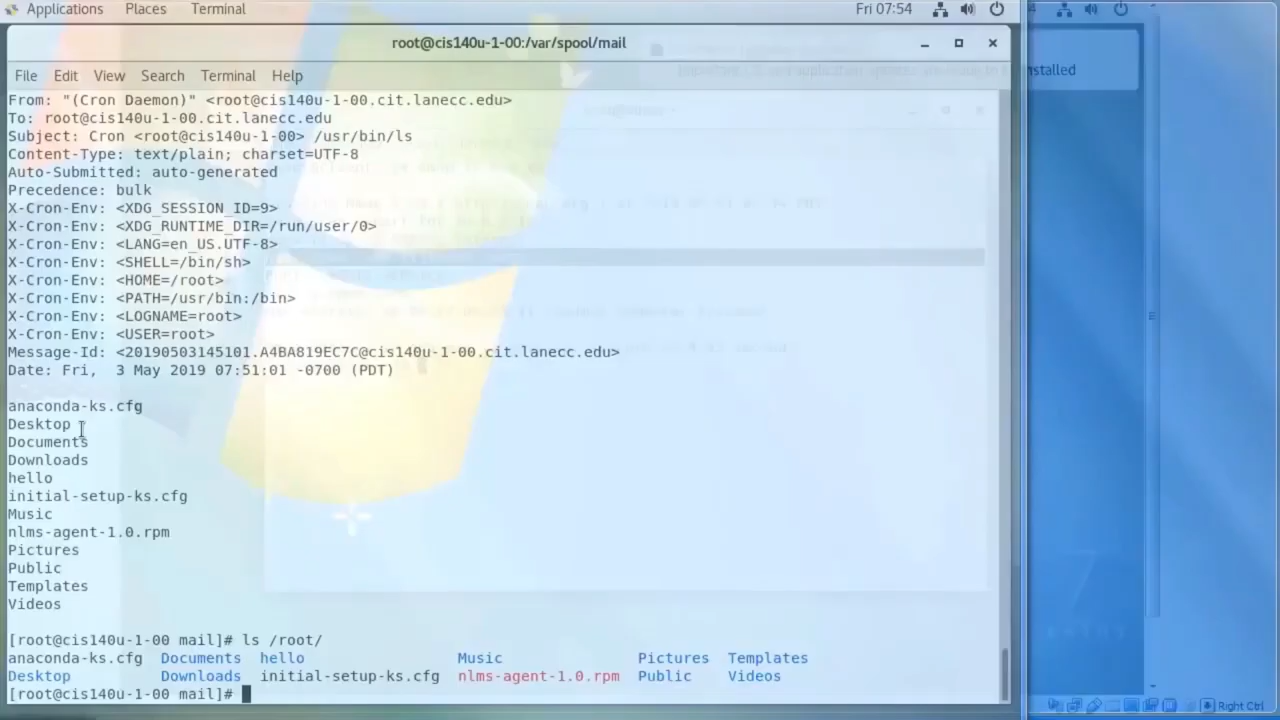 Applications Places Terminal Fri 07:54
root@cis140u-1-00:/var/spool/mail
File Edit View Search Terminal Help
From: "(Cron Daemon)" <root@cis140u-1-00.cit.lanecc.edu>
To: root@cis140u-1-00.cit.lanecc.edu
Subject: Cron <root@cis140u-1-00> /usr/bin/ls
Content-Type: text/plain; charset=UTF-8
Auto-Submitted: auto-generated
Precedence: bulk
X-Cron-Env: <XDG_SESSION_ID=9>
X-Cron-Env: <XDG_RUNTIME_DIR=/run/user/0>
X-Cron-Env: <LANG=en_US.UTF-8>
X-Cron-Env: <SHELL=/bin/sh>
X-Cron-Env: <HOME=/root>
X-Cron-Env: <PATH=/usr/bin:/bin>
X-Cron-Env: <LOGNAME=root>
X-Cron-Env: <USER=root>
Message-Id: <20190503145101.A4BA819EC7C@cis140u-1-00.cit.lanecc.edu>
Date: Fri,  3 May 2019 07:51:01 -0700 (PDT)
anaconda-ks.cfg
Desktop
Documents
Downloads
hello
initial-setup-ks.cfg
Music
nlms-agent-1.0.rpm
Pictures
Public
Templates
Videos
[root@cis140u-1-00 mail]# ls /root/
anaconda-ks.cfg Documents hello Music Pictures Templates
Desktop Downloads initial-setup-ks.cfg nlms-agent-1.0.rpm Public Videos
[root@cis140u-1-00 mail]#
Right Ctrl